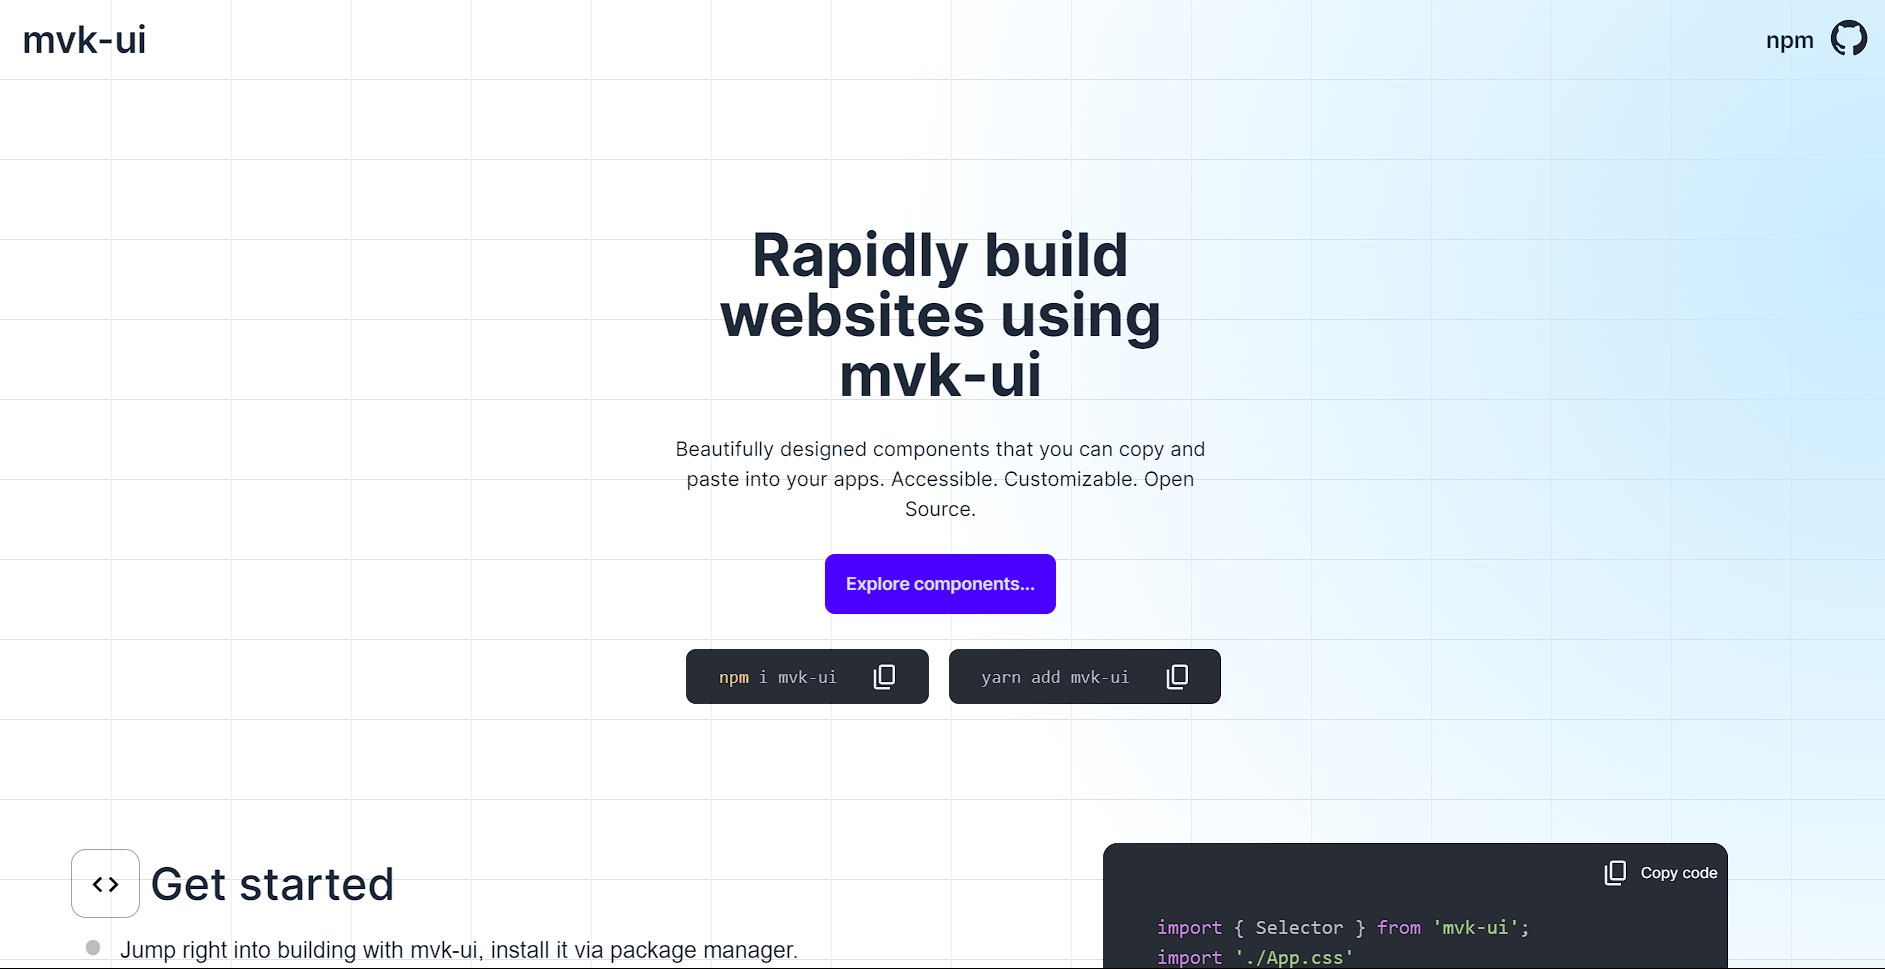 mvk-ui
npm
Rapidly build
websites using
mvk-ui
Beautifully designed components that you can copy and
paste into your apps. Accessible. Customizable. Open
Source.
Explore components...
npm i mvk-ui
yarn add mvk-ui
Get started
Jump right into building with mvk-ui, install it via package manager.
Copy code
import { Selector } from 'mvk-ui';
import './App.css'